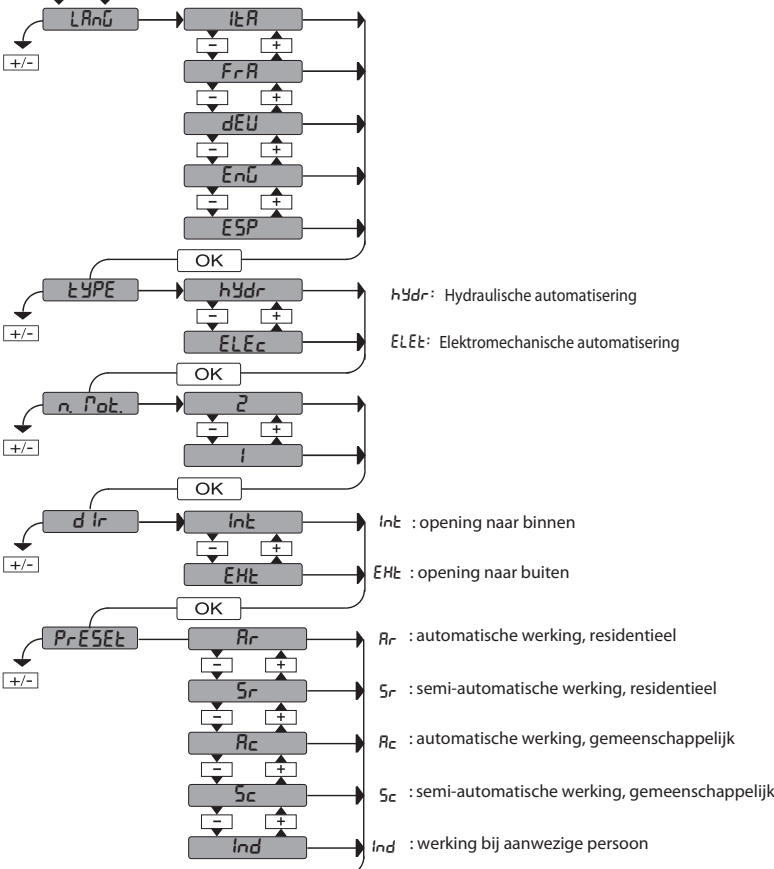 LAnG ItA
- +
+/-
FrA
- +
dEU
- +
EnG
- +
ESP
OK
tYPE hYdr hYdr: Hydraulische automatisering
- +
+/-
ELEc ELEt: Elektromechanische automatisering
OK
n. Mot. 2
- +
+/-
1
OK
dIr Int Int : opening naar binnen
- +
+/-
EHt EHt : opening naar buiten
OK
PrESEt Ar Ar : automatische werking, residentieel
- +
+/-
Sr Sr : semi-automatische werking, residentieel
- +
Ac Ac : automatische werking, gemeenschappelijk
- +
Sc Sc : semi-automatische werking, gemeenschappelijk
- +
Ind Ind : werking bij aanwezige persoon